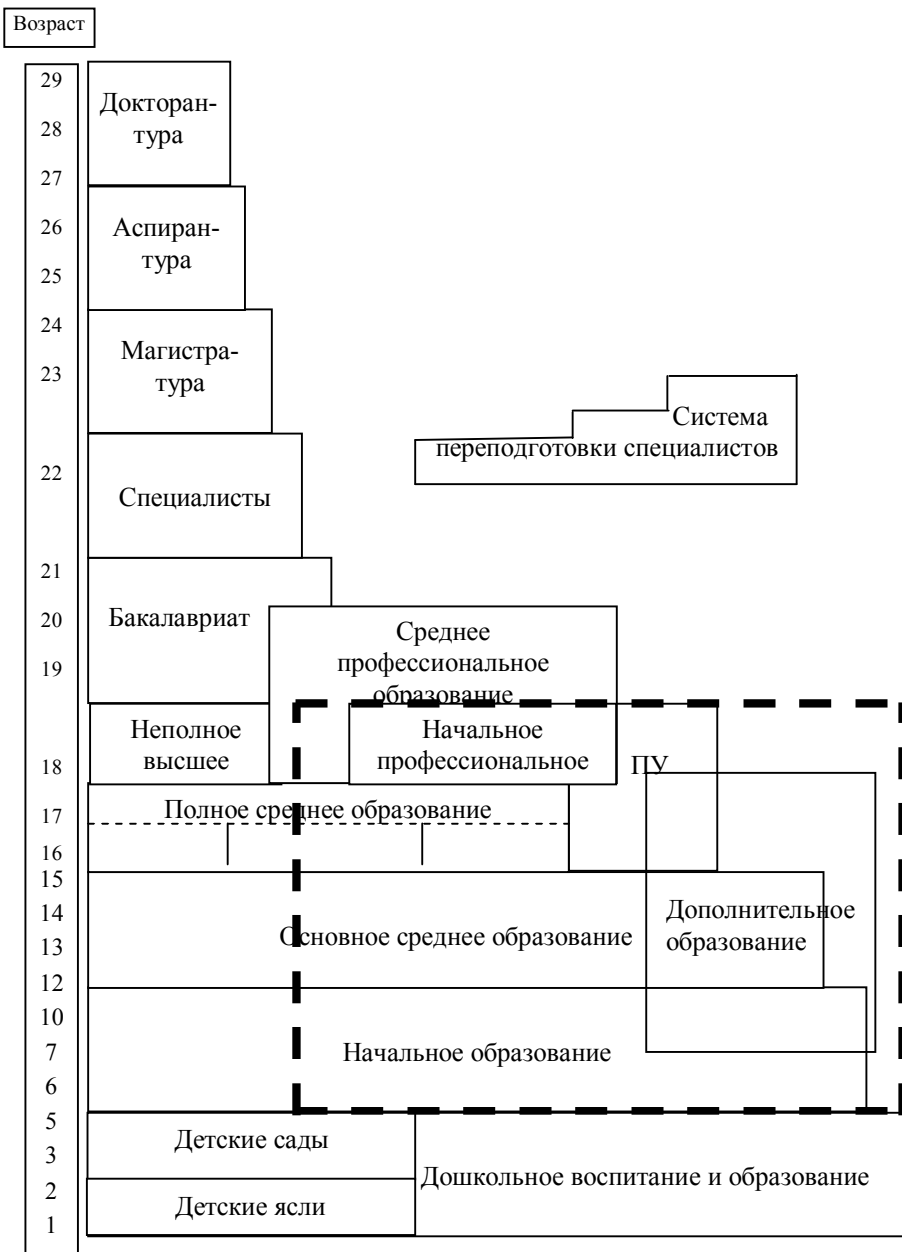 Возраст
29
Докторан-
28
тура
27
26
Аспиран-
тура
25
24
Магистра-
23
тура
Система
переподготовки специалистов
22
Специалисты
21
20
Бакалавриат
Среднее
19
профессиональное
образование
Неполное
Начальное
18
высшее
профессиональное
ПУ
17
Полное среднее образование
16
15
14
Дополнительное
13
Основное среднее образование
образование
12
10
7
Начальное образование
6
5
Детские сады
3
Дошкольное воспитание и образование
2
Детские ясли
1